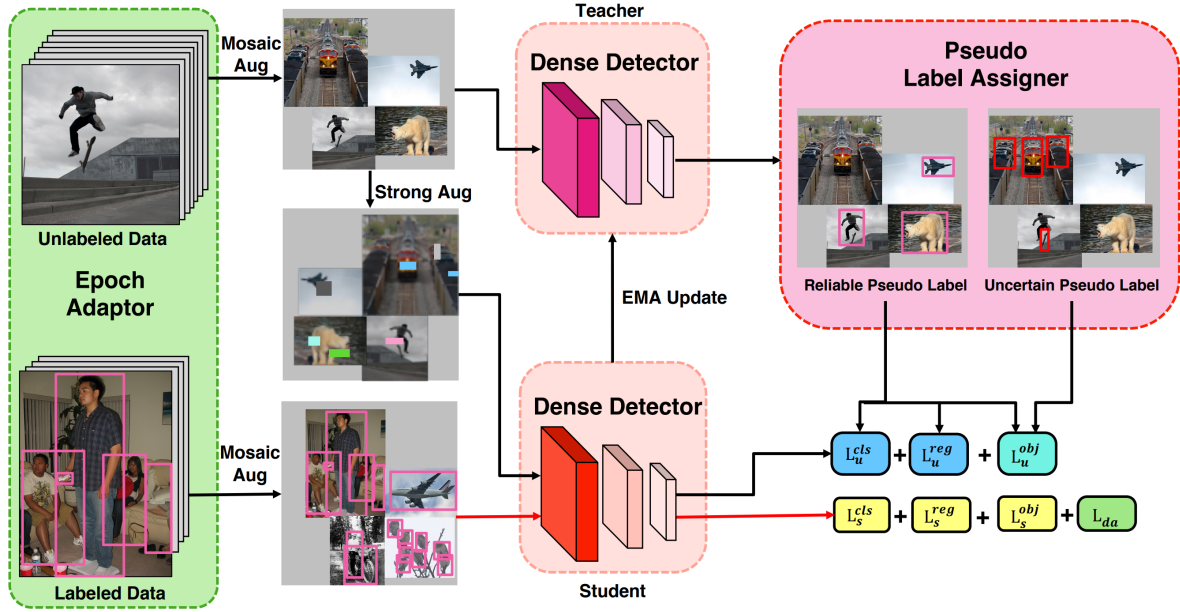 Teacher
Mosaic
Aug
Dense Detector
Pseudo
Label Assigner
Strong Aug
Unlabeled Data
Epoch
Adaptor
EMA Update
Reliable Pseudo Label
Uncertain Pseudo Label
Dense Detector
Mosaic
Aug
L_u^{cls} + L_u^{reg} + L_u^{obj}
L_s^{cls} + L_s^{reg} + L_s^{obj} + L_{da}
Labeled Data
Student